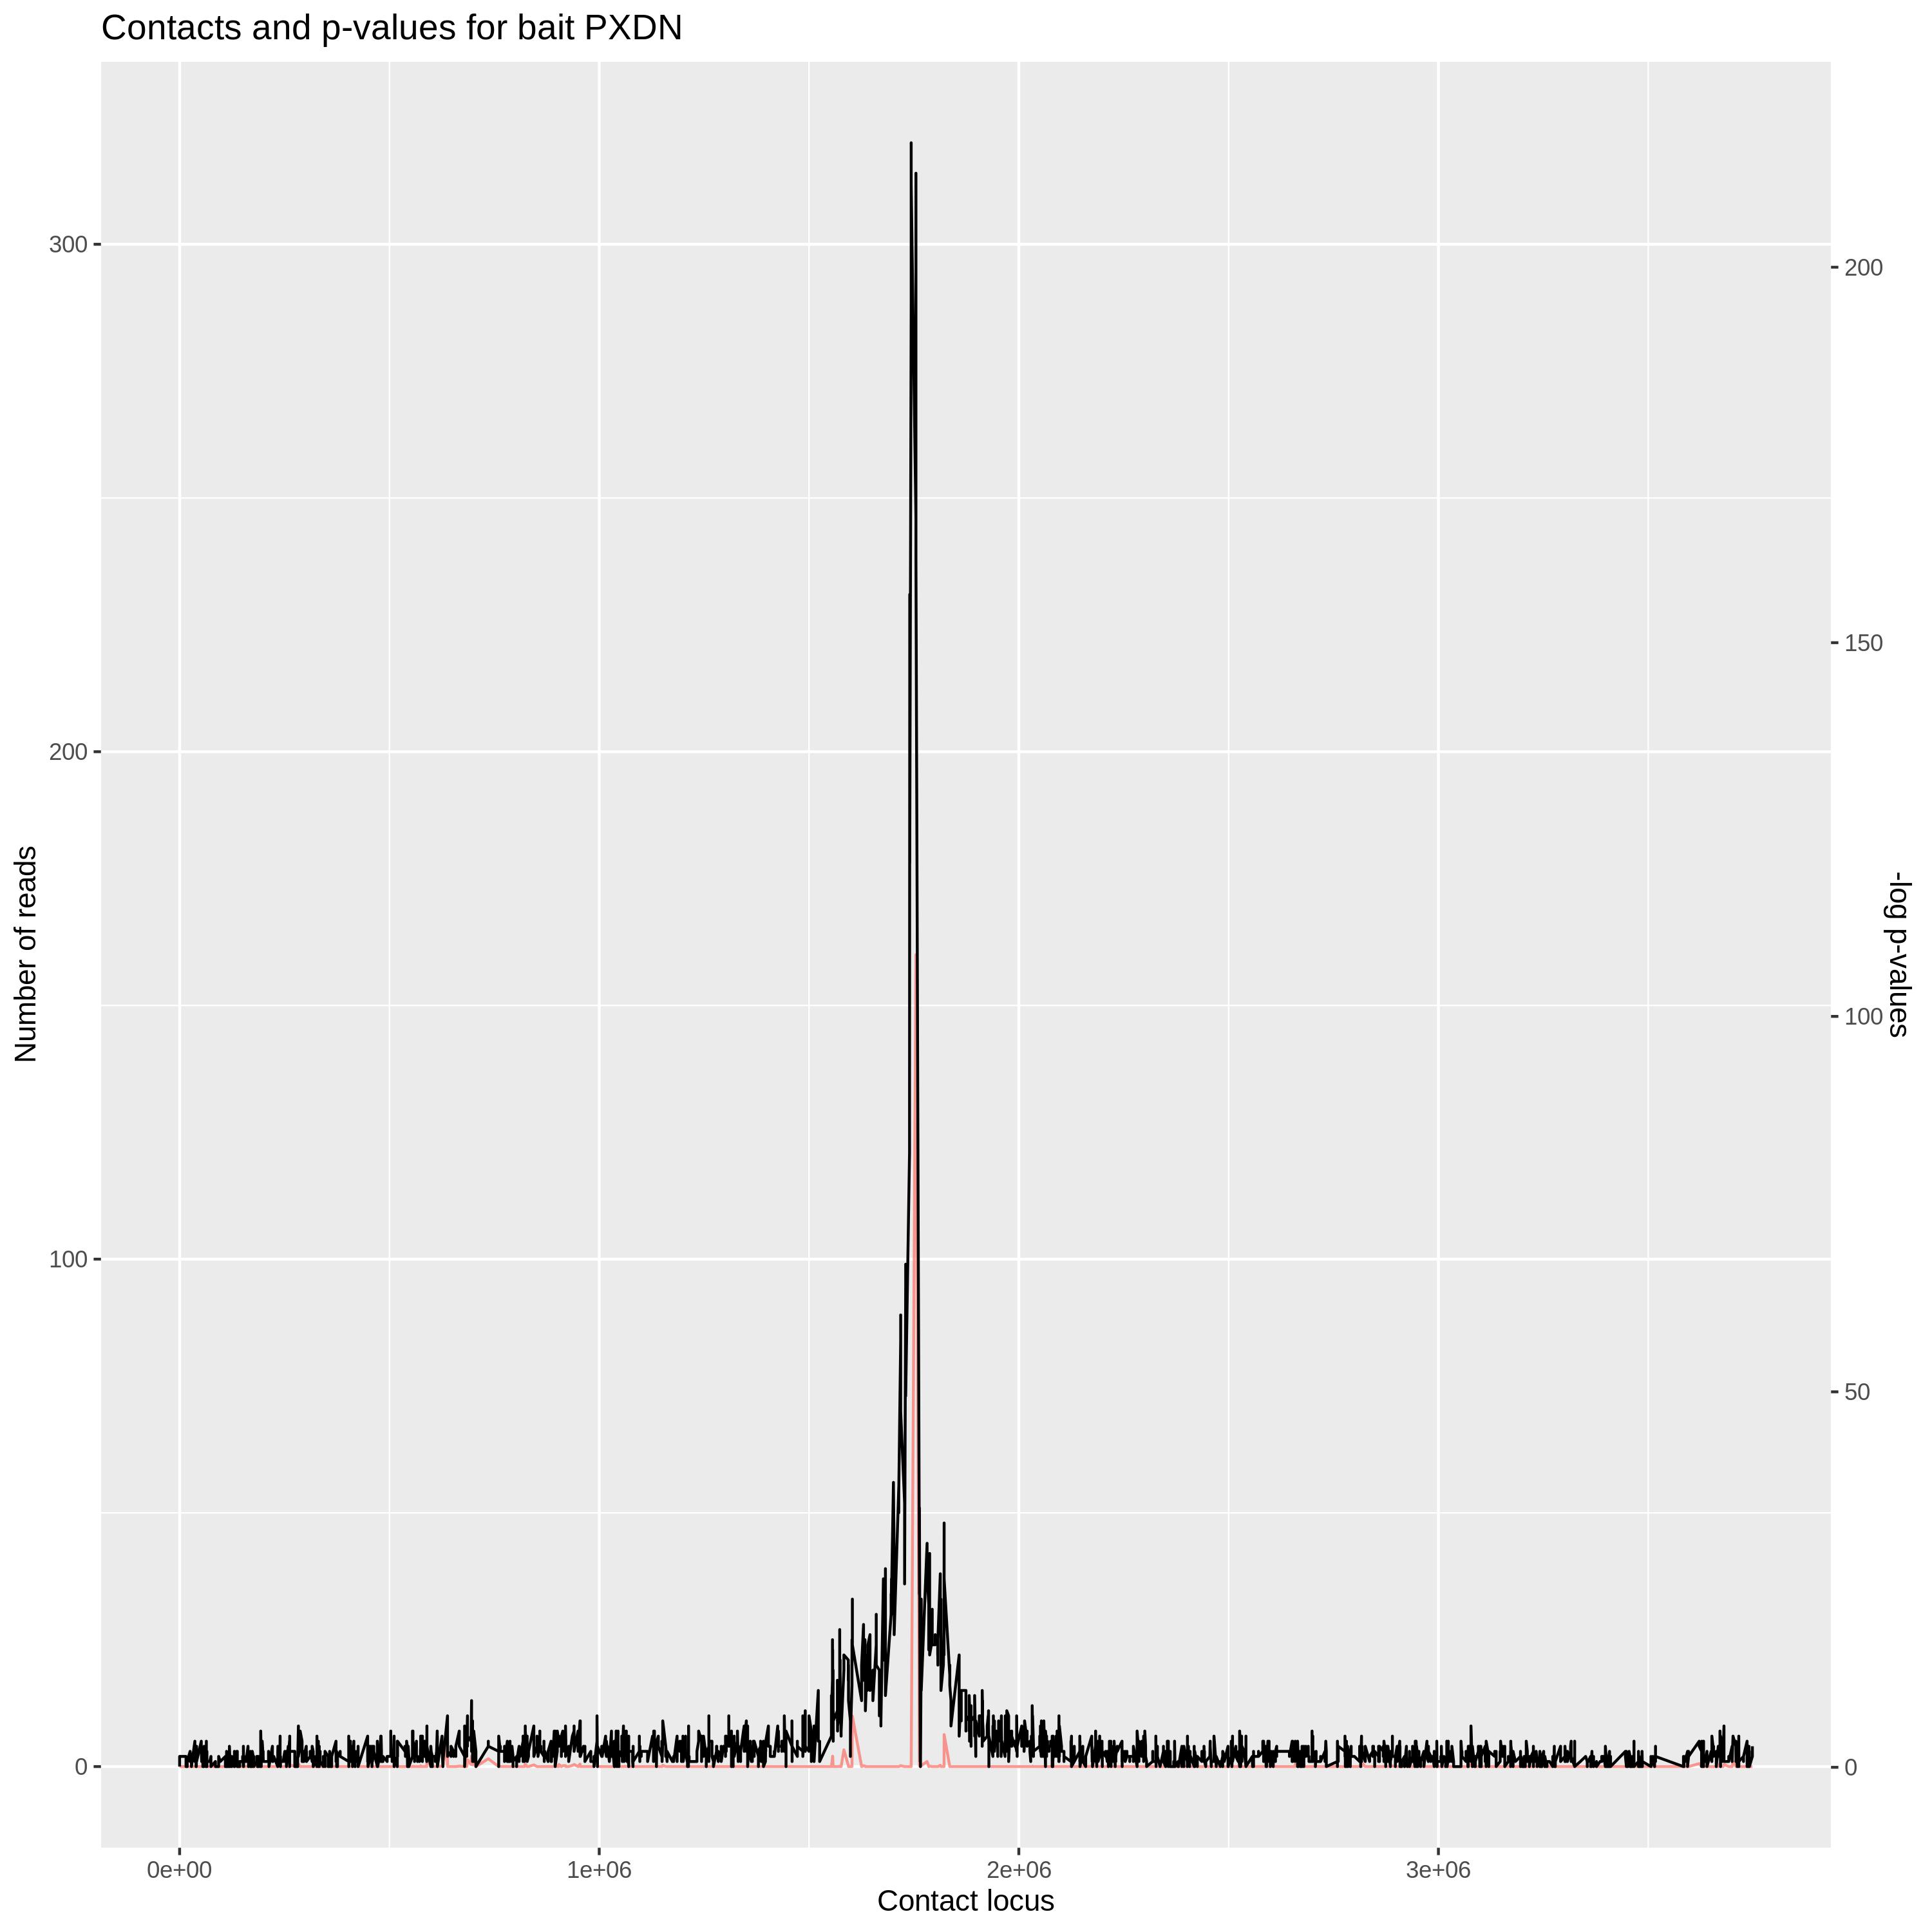 Contacts and p-values for bait PXDN
300
200
100
0
Number of reads
200
150
100
50
0
-log p-values
0e+00
1e+06
2e+06
3e+06
Contact locus